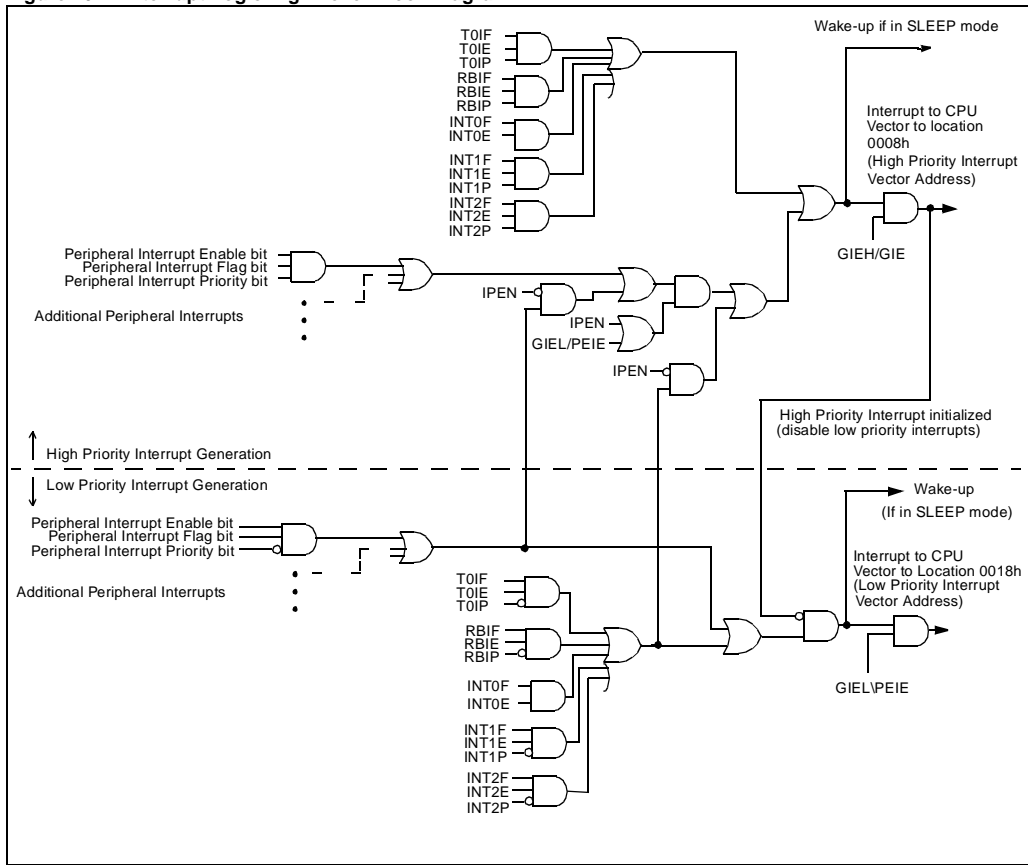 T0IF
T0IE
T0IP
RBIF
RBIE
RBIP
INT0F
INT0E
INT1F
INT1E
INT1P
INT2F
INT2E
INT2P
Wake-up if in SLEEP mode
Interrupt to CPU
Vector to location
0008h
(High Priority Interrupt
Vector Address)
GIEH/GIE
Peripheral Interrupt Enable bit
Peripheral Interrupt Flag bit
Peripheral Interrupt Priority bit
Additional Peripheral Interrupts
IPEN
IPEN
GIEL/PEIE
IPEN
High Priority Interrupt initialized
(disable low priority interrupts)
High Priority Interrupt Generation
Low Priority Interrupt Generation
Peripheral Interrupt Enable bit
Peripheral Interrupt Flag bit
Peripheral Interrupt Priority bit
Additional Peripheral Interrupts
T0IF
T0IE
T0IP
RBIF
RBIE
RBIP
INT0F
INT0E
INT1F
INT1E
INT1P
INT2F
INT2E
INT2P
Wake-up
(If in SLEEP mode)
Interrupt to CPU
Vector to Location 0018h
(Low Priority Interrupt
Vector Address)
GIEL\PEIE